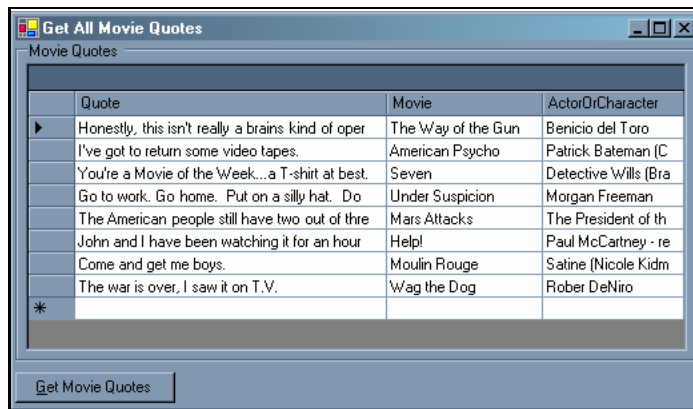 Get All Movie Quotes
Movie Quotes
Quote Movie ActorOrCharacter
Honestly, this isn't really a brains kind of oper The Way of the Gun Benicio del Toro
I've got to return some video tapes. American Psycho Patrick Bateman (C
You're a Movie of the Week...a T-shirt at best. Seven Detective Wills (Bra
Go to work. Go home.  Put on a silly hat.  Do Under Suspicion Morgan Freeman
The American people still have two out of thre Mars Attacks The President of th
John and I have been watching it for an hour Help! Paul McCartney - re
Come and get me boys. Moulin Rouge Satine (Nicole Kidm
The war is over, I saw it on T.V. Wag the Dog Rober DeNiro
Get Movie Quotes